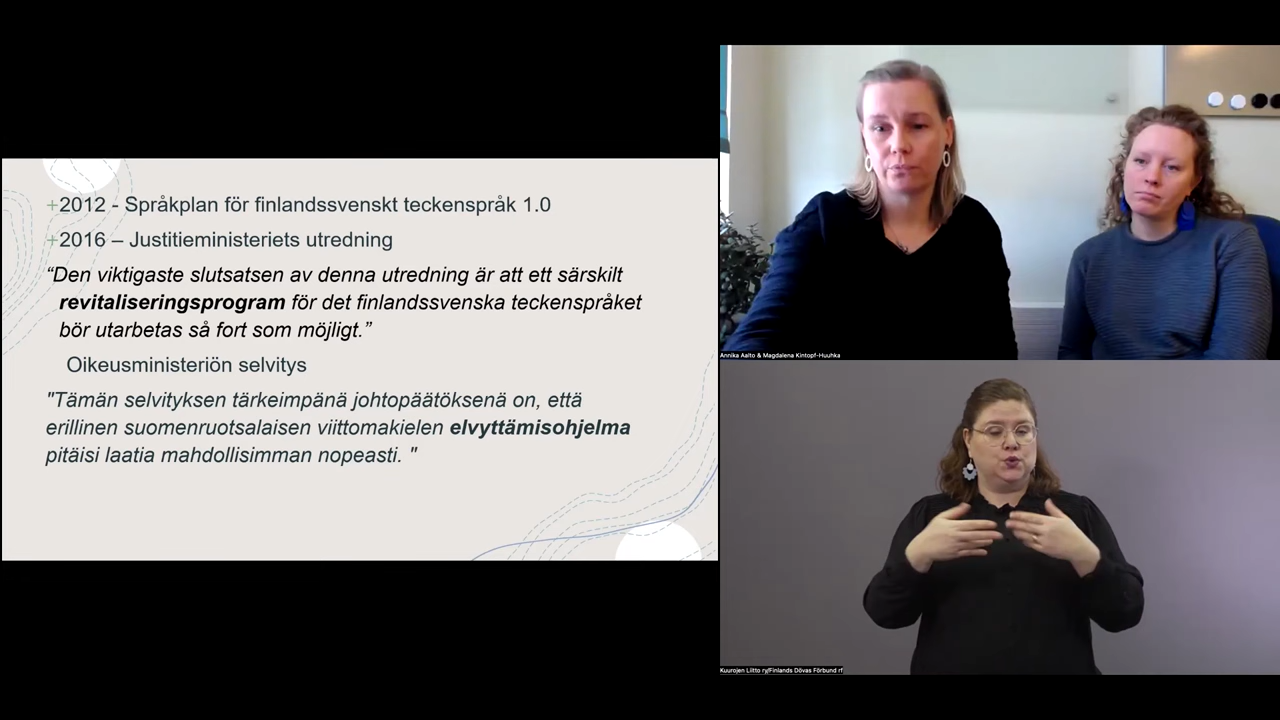 +2012 - Språkplan för finlandssvenskt teckenspråk 1.0
+2016 – Justitieministeriets utredning
“Den viktigaste slutsatsen av denna utredning är att ett särskilt
revitaliseringsprogram för det finlandssvenska teckenspråket
bör utarbetas så fort som möjligt.”
Oikeusministeriön selvitys
"Tämän selvityksen tärkeimpänä johtopäätöksenä on, että
erillinen suomenruotsalaisen viittomakielen elvyttämisohjelma
pitäisi laatia mahdollisimman nopeasti. "
Annika Aalto & Magdalena Kintopf-Huuhka
Kuurojen Liitto ry/Finlands Dövas Förbund rf